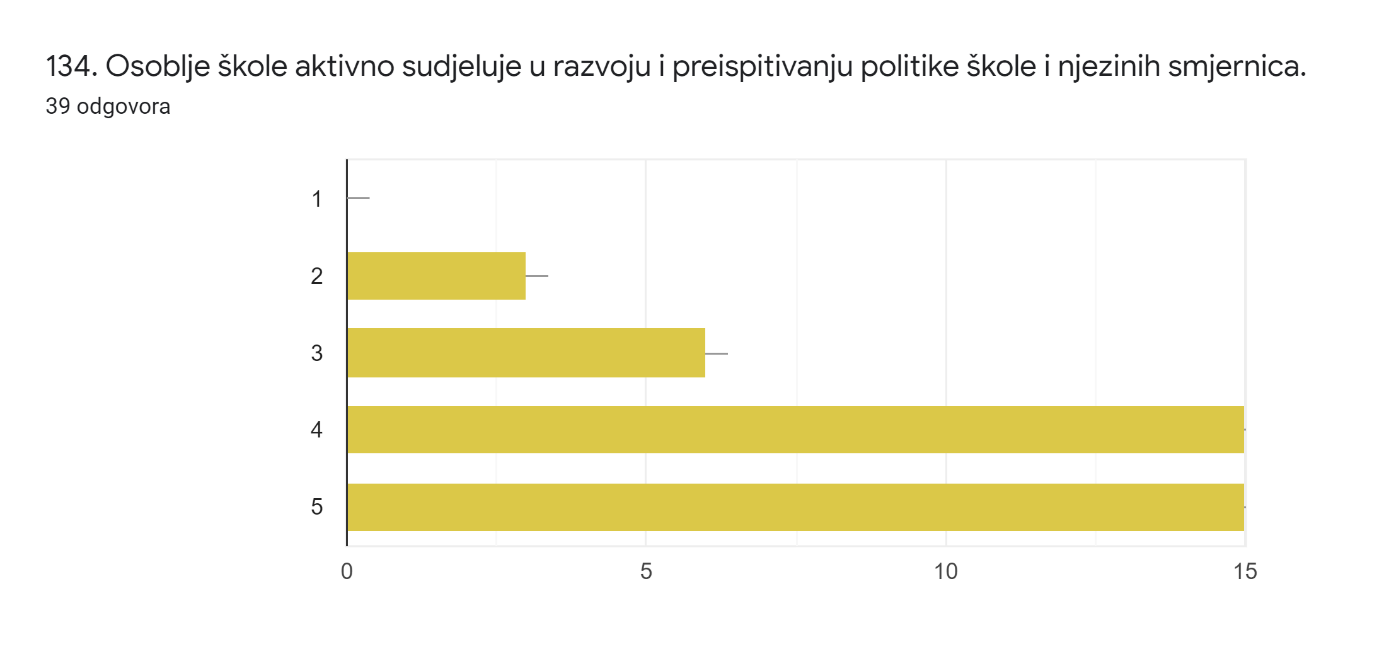 134. Osoblje škole aktivno sudjeluje u razvoju i preispitivanju politike škole i njezinih smjernica.
39 odgovora
1
2
3
4
5
0 5 10 15